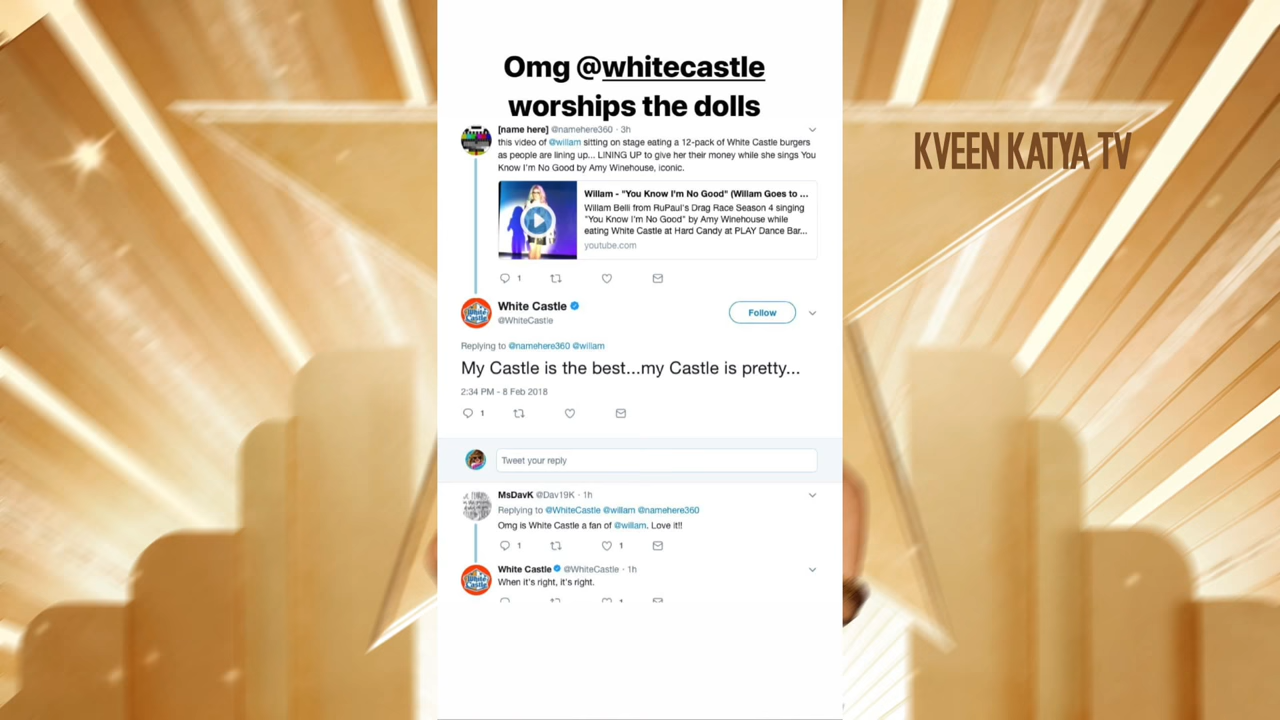 Omg @whitecastle
worships the dolls
KVEEN KATYA TV
[name here] @namehere360 · 3h
this video of @willam sitting on stage eating a 12-pack of White Castle burgers
as people are lining up... LINING UP to give her their money while she sings You
Know I'm No Good by Amy Winehouse, iconic.
Willam - "You Know I'm No Good" (Willam Goes to ...
Willam Belli from RuPaul's Drag Race Season 4 singing
"You Know I'm No Good" by Amy Winehouse while
eating White Castle at Hard Candy at PLAY Dance Bar...
youtube.com
1
White Castle
@WhiteCastle
Follow
Replying to @namehere360 @willam
My Castle is the best...my Castle is pretty...
2:34 PM - 8 Feb 2018
1
Tweet your reply
MsDavK @Dav19K · 1h
Replying to @WhiteCastle @willam @namehere360
Omg is White Castle a fan of @willam. Love it!!
1 1
White Castle @WhiteCastle · 1h
When it's right, it's right.
1